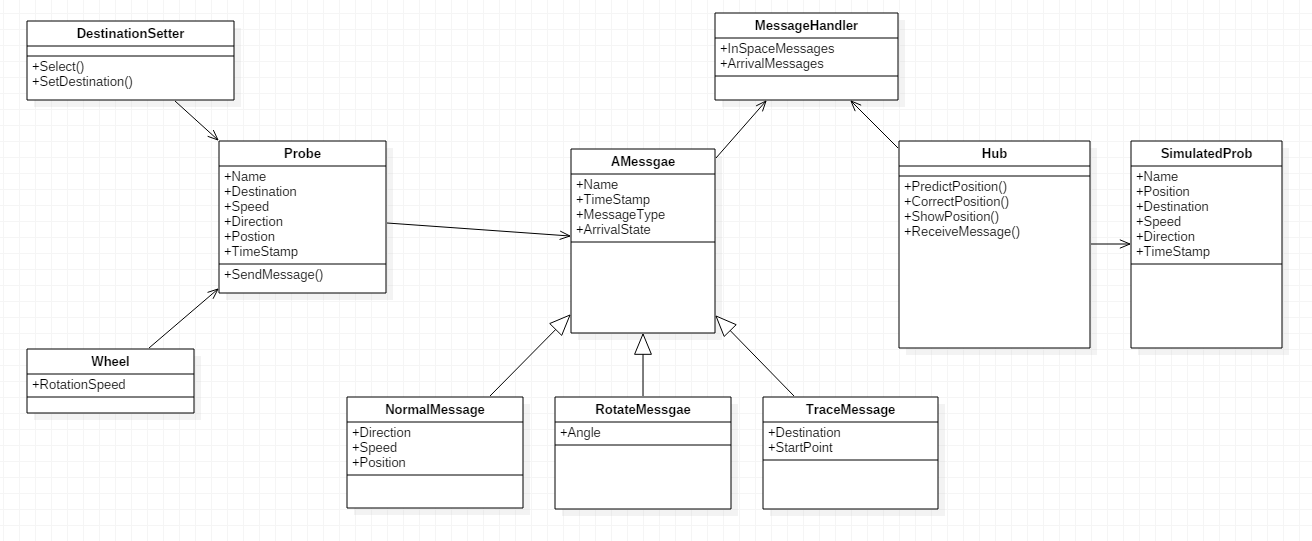 DestinationSetter
+Select()
+SetDestination()
MessageHandler
+InSpaceMessages
+ArrivalMessages
Probe
+Name
+Destination
+Speed
+Direction
+Postion
+TimeStamp
+SendMessage()
AMessgae
+Name
+TimeStamp
+MessageType
+ArrivalState
Hub
+PredictPosition()
+CorrectPosition()
+ShowPosition()
+ReceiveMessage()
SimulatedProb
+Name
+Position
+Destination
+Speed
+Direction
+TimeStamp
Wheel
+RotationSpeed
NormalMessage
+Direction
+Speed
+Position
RotateMessgae
+Angle
TraceMessage
+Destination
+StartPoint